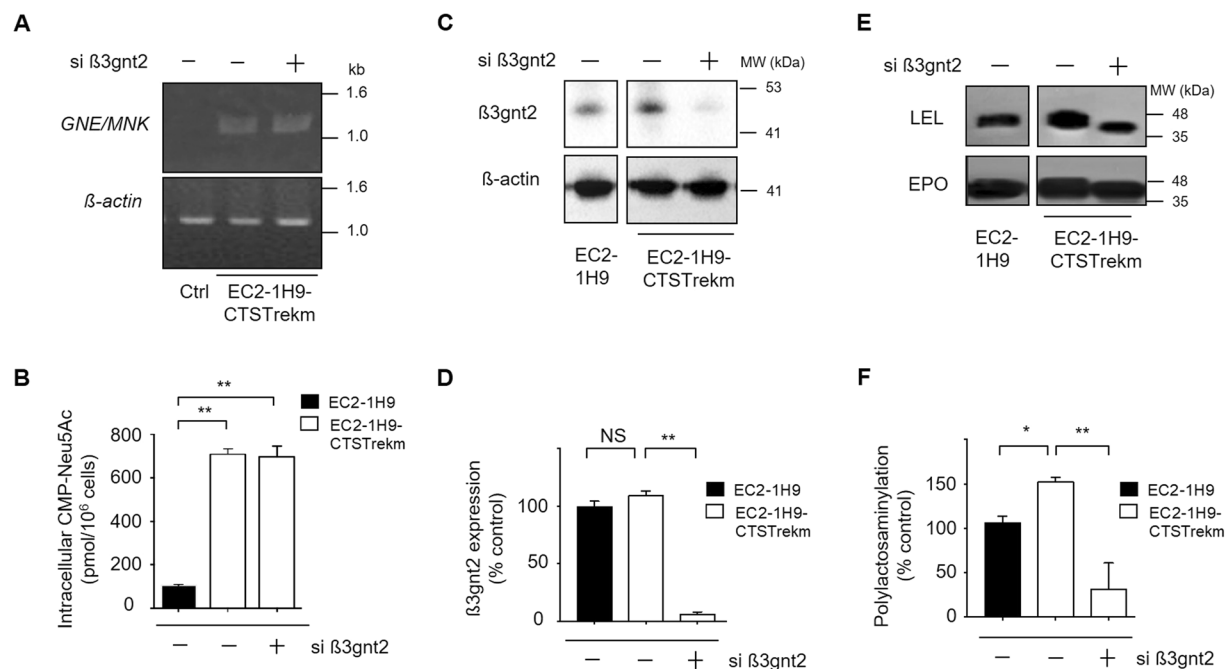 A
si ß3gnt2 – – +
kb
GNE/MNK
1.6
1.0
ß-actin
1.6
1.0
Ctrl EC2-1H9-
CTSTrekm
C
si ß3gnt2 – – + MW (kDa)
ß3gnt2
53
41
ß-actin
41
EC2-
1H9
EC2-1H9-
CTSTrekm
E
si ß3gnt2 – – +
MW (kDa)
LEL
48
35
EPO
48
35
EC2-
1H9
EC2-1H9-
CTSTrekm
B
Intracellular CMP-Neu5Ac
(pmol/10⁶ cells)
800
600
400
200
100
0
**
**
EC2-1H9
EC2-1H9-
CTSTrekm
– – + si ß3gnt2
D
ß3gnt2 expression
(% control)
100
50
0
NS **
EC2-1H9
EC2-1H9-
CTSTrekm
– – + si ß3gnt2
F
Polylactosaminylation
(% control)
150
100
50
0
* **
EC2-1H9
EC2-1H9-
CTSTrekm
– – + si ß3gnt2